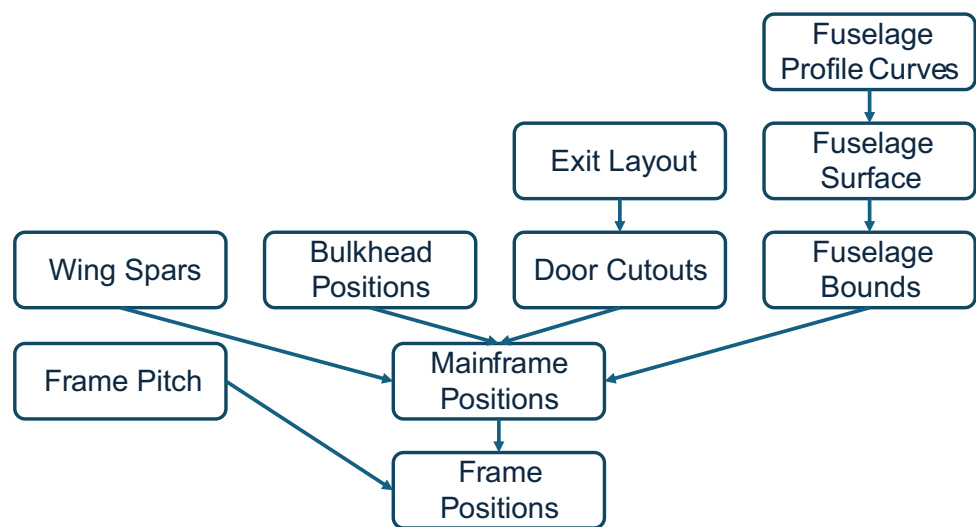 Fuselage
Profile Curves
Exit Layout
Fuselage
Surface
Wing Spars
Bulkhead
Positions
Door Cutouts
Fuselage
Bounds
Frame Pitch
Mainframe
Positions
Frame
Positions